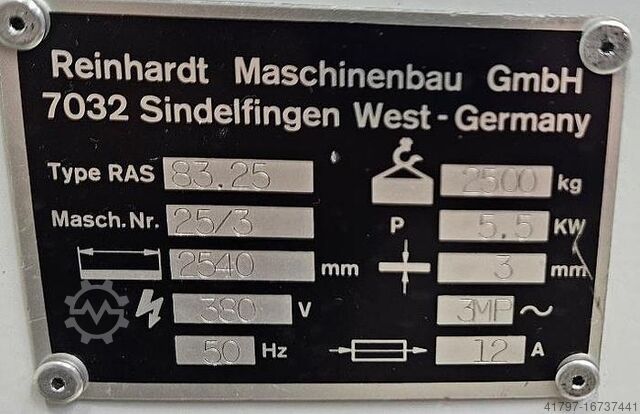 Reinhardt Maschinenbau GmbH
7032 Sindelfingen West-Germany
Type RAS 83.25 2500 kg
Masch.Nr. 25/3 P 5.5 KW
2540 mm 3 mm
380 V 3MP ~
50 Hz 12 A
41797-16737441